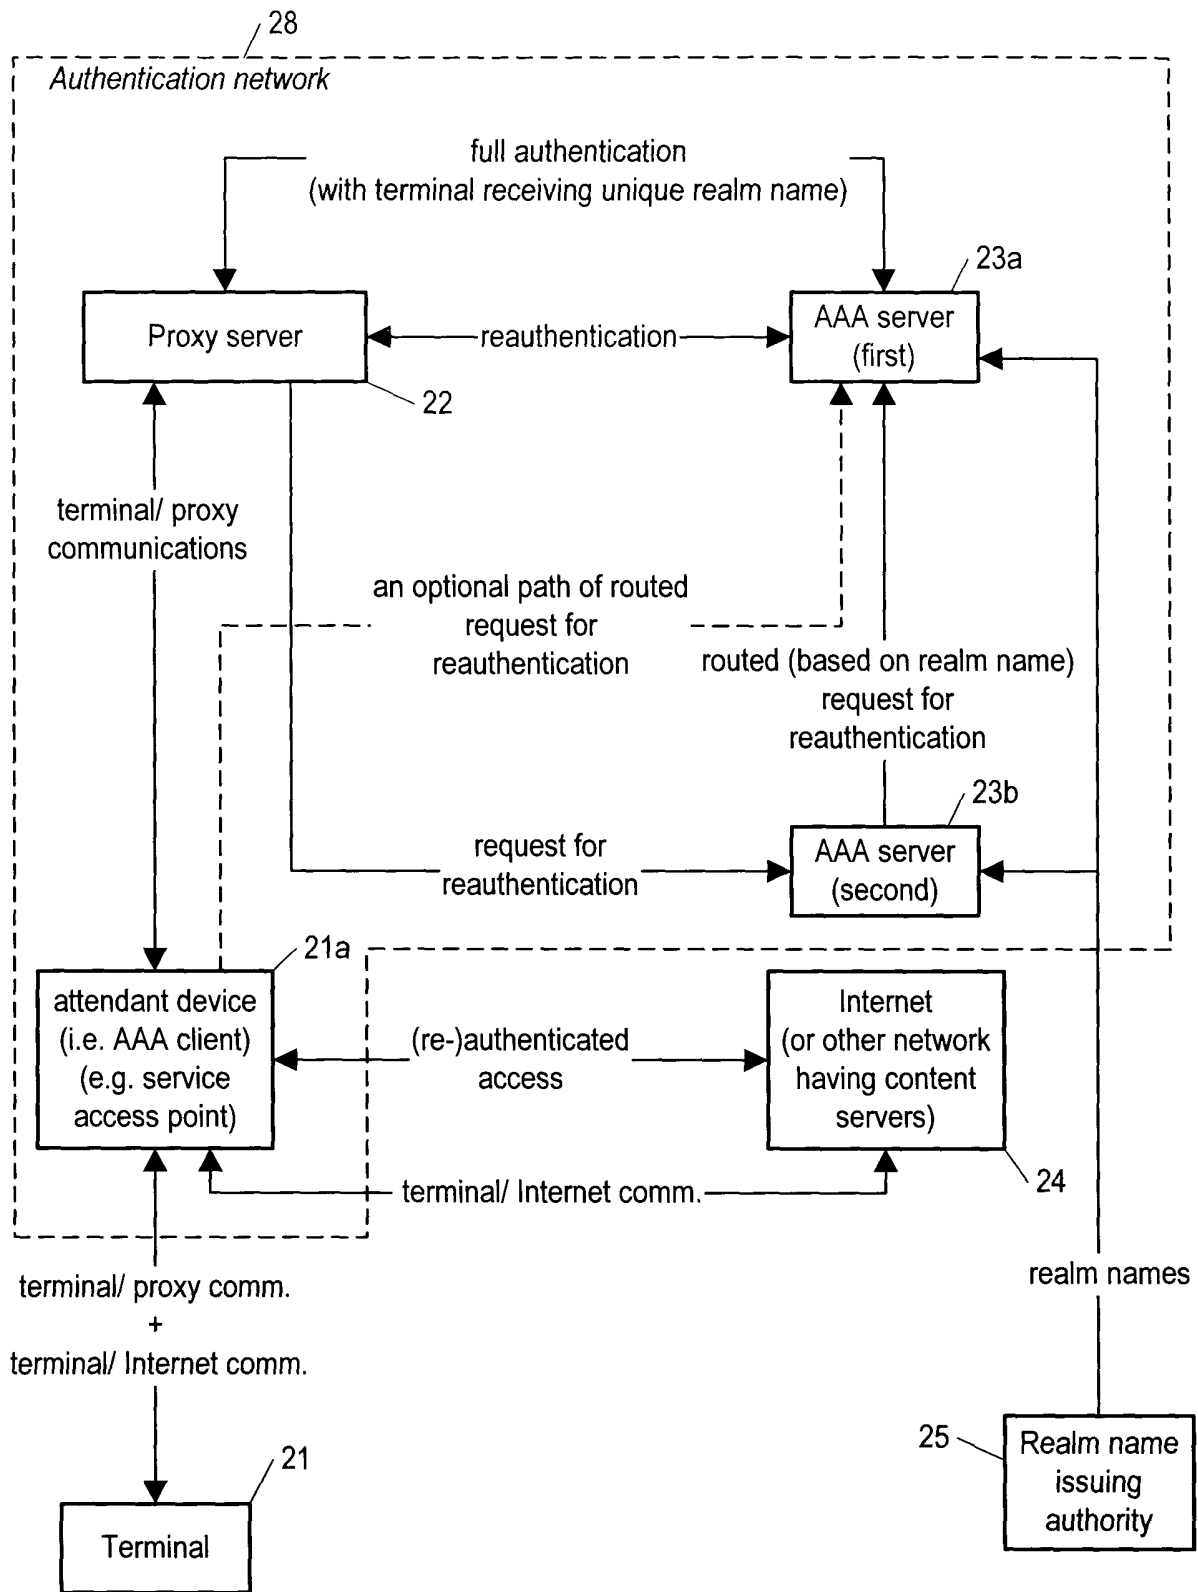 28
Authentication network
full authentication
(with terminal receiving unique realm name)
23a
Proxy server
reauthentication
AAA server
(first)
22
terminal/ proxy
communications
an optional path of routed
request for
reauthentication
routed (based on realm name)
request for
reauthentication
23b
request for
reauthentication
AAA server
(second)
21a
attendant device
(i.e. AAA client)
(e.g. service
access point)
(re-)authenticated
access
Internet
(or other network
having content
servers)
terminal/ Internet comm.
24
terminal/ proxy comm.
+
terminal/ Internet comm.
realm names
21
Terminal
25
Realm name
issuing
authority